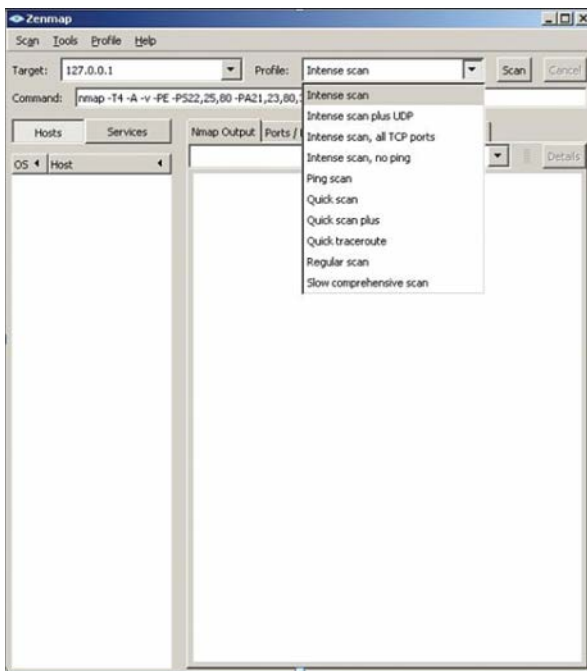 Zenmap
Scan Tools Profile Help
Target: 127.0.0.1 Profile: Intense scan Scan Cancel
Command: nmap -T4 -A -v -PE -PS22,25,80 -PA21,23,80,
Hosts Services
Nmap Output Ports /
OS Host
Details
Intense scan
Intense scan plus UDP
Intense scan, all TCP ports
Intense scan, no ping
Ping scan
Quick scan
Quick scan plus
Quick traceroute
Regular scan
Slow comprehensive scan